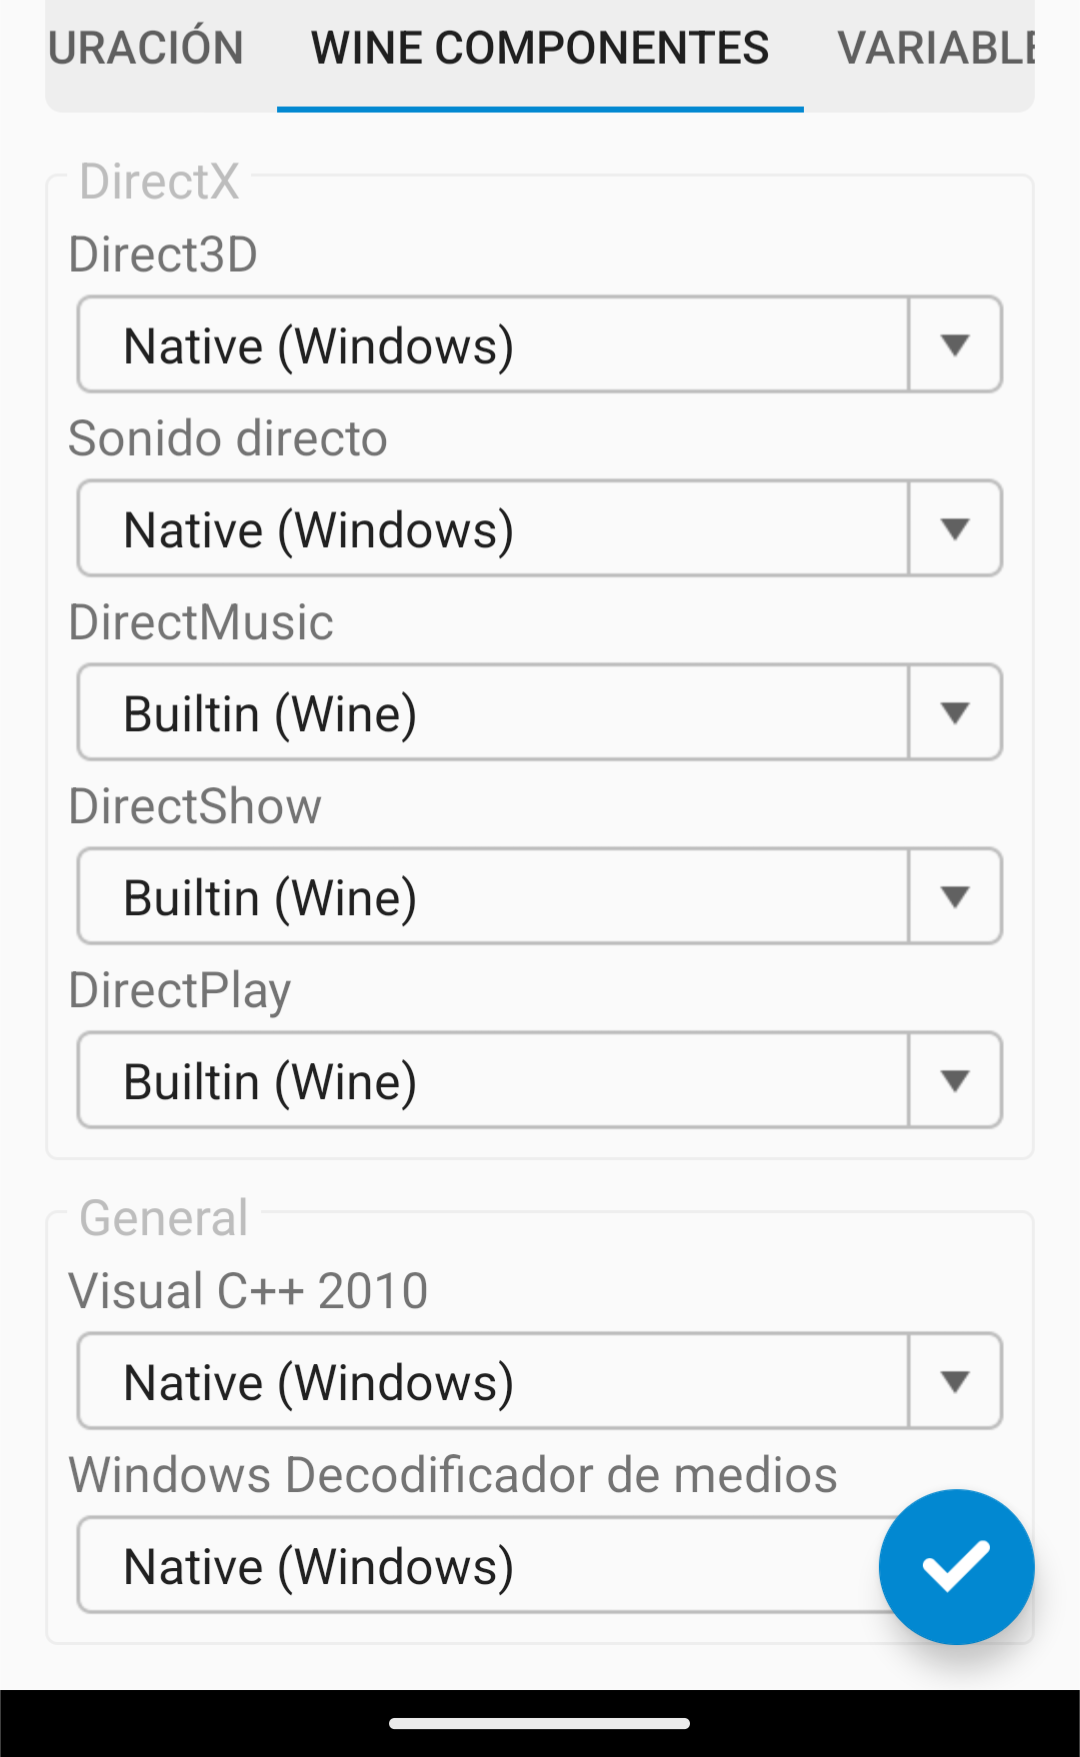 URACIÓN WINE COMPONENTES VARIABLE
DirectX
Direct3D
Native (Windows)
Sonido directo
Native (Windows)
DirectMusic
Builtin (Wine)
DirectShow
Builtin (Wine)
DirectPlay
Builtin (Wine)
General
Visual C++ 2010
Native (Windows)
Windows Decodificador de medios
Native (Windows)